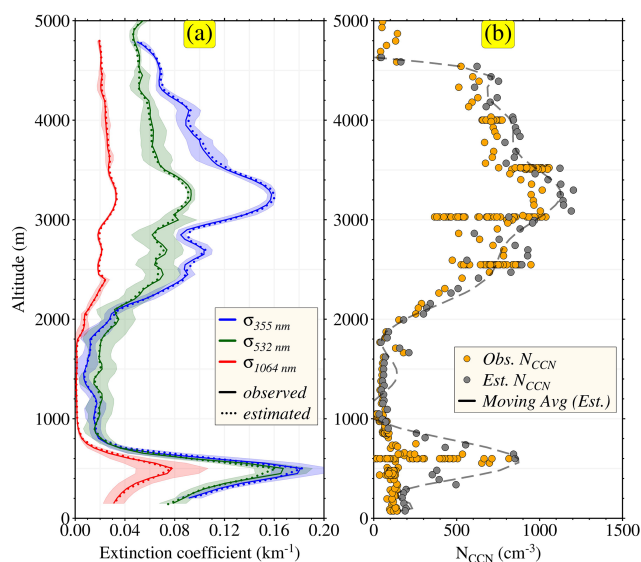 (a)
(b)
5000
4000
3000
2000
1000
0
Altitude (m)
σ355 nm
σ532 nm
σ1064 nm
observed
estimated
0.00 0.04 0.08 0.12 0.16 0.20
Extinction coefficient (km-1)
5000
4000
3000
2000
1000
0
Obs. NCCN
Est. NCCN
Moving Avg (Est.)
0 500 1000 1500
NCCN (cm-3)